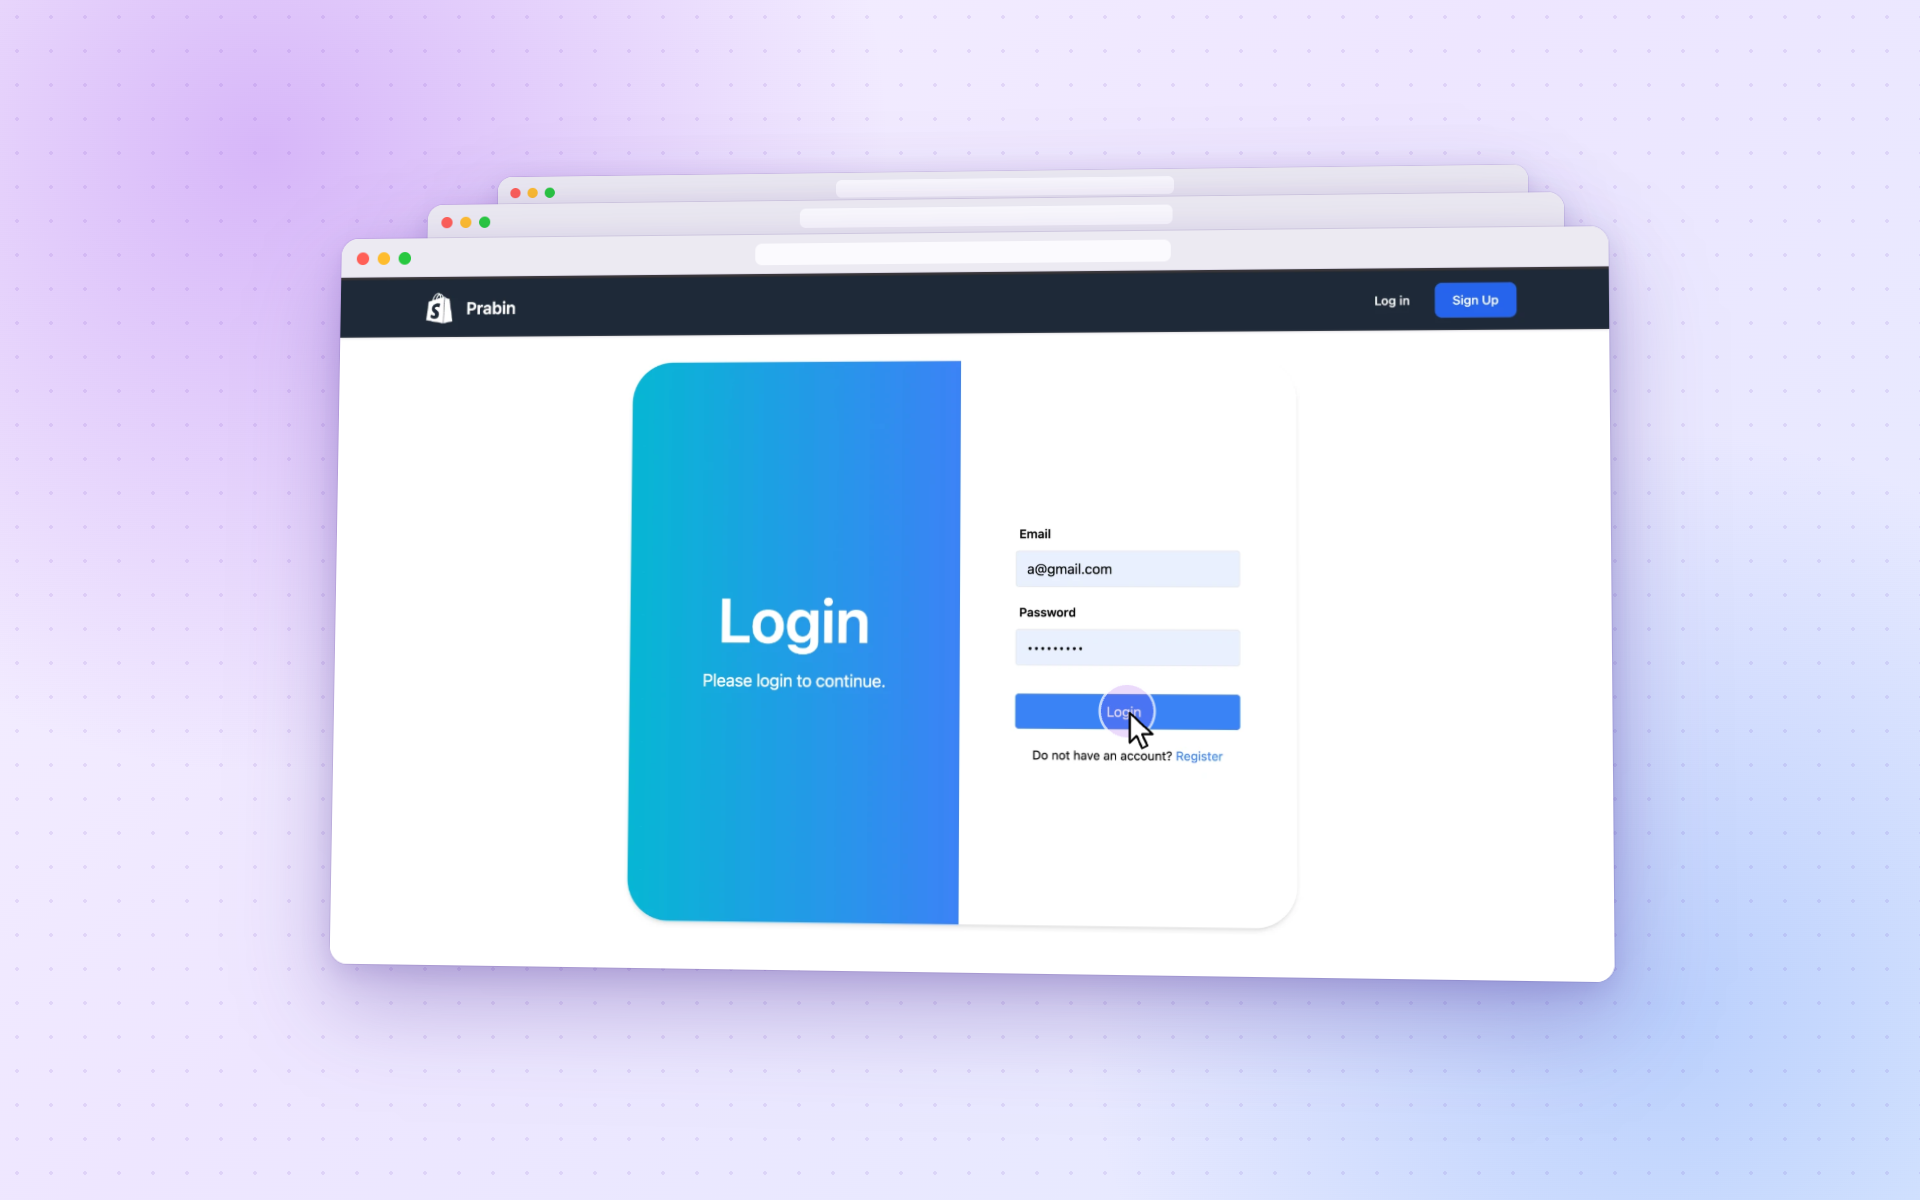 Prabin
Log in
Sign Up
Login
Please login to continue.
Email
a@gmail.com
Password
•••••••••
Login
Do not have an account? Register